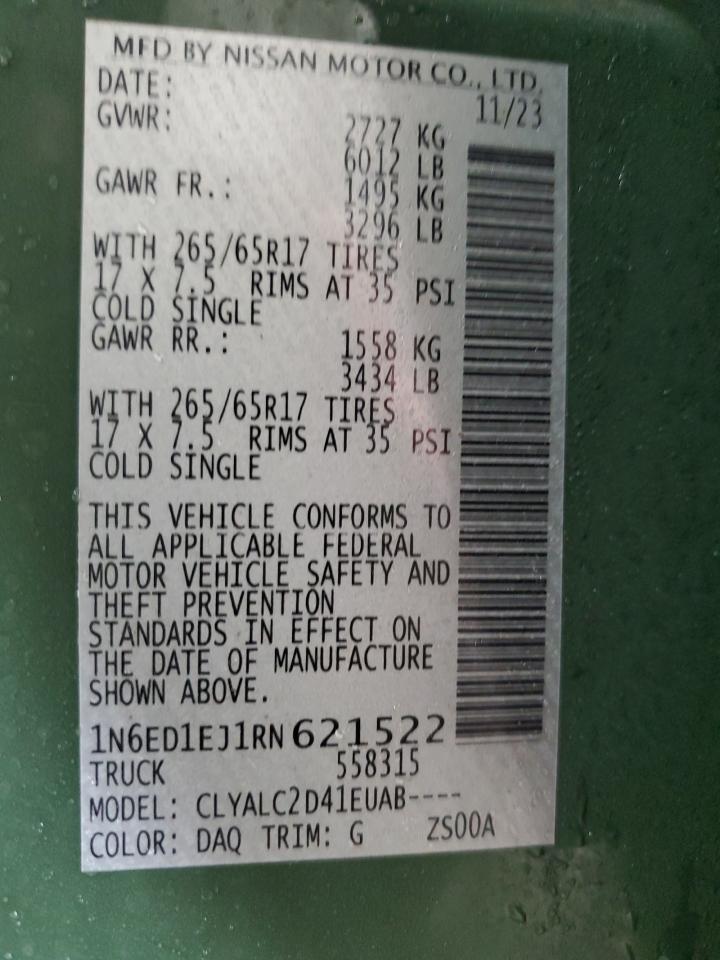 MFD BY NISSAN MOTOR CO., LTD.
DATE: 11/23
GVWR: 2727 KG
6012 LB
GAWR FR.: 1495 KG
3296 LB
WITH 265/65R17 TIRES
17 X 7.5 RIMS AT 35 PSI
COLD SINGLE
GAWR RR.: 1558 KG
3434 LB
WITH 265/65R17 TIRES
17 X 7.5 RIMS AT 35 PSI
COLD SINGLE
THIS VEHICLE CONFORMS TO
ALL APPLICABLE FEDERAL
MOTOR VEHICLE SAFETY AND
THEFT PREVENTION
STANDARDS IN EFFECT ON
THE DATE OF MANUFACTURE
SHOWN ABOVE.
1N6ED1EJ1RN621522
TRUCK 558315
MODEL: CLYALC2D41EUAB----
COLOR: DAQ TRIM: G ZS00A